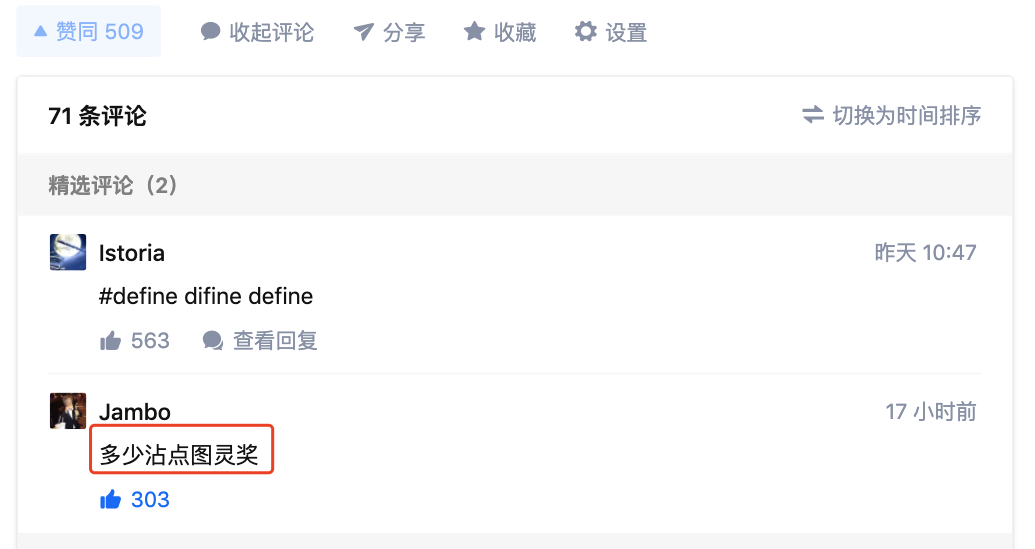 赞同 509 收起评论 分享 收藏 设置
71 条评论 切换为时间排序
精选评论（2）
Istoria 昨天 10:47
#define difine define
563 查看回复
Jambo 17 小时前
多少沾点图灵奖
303